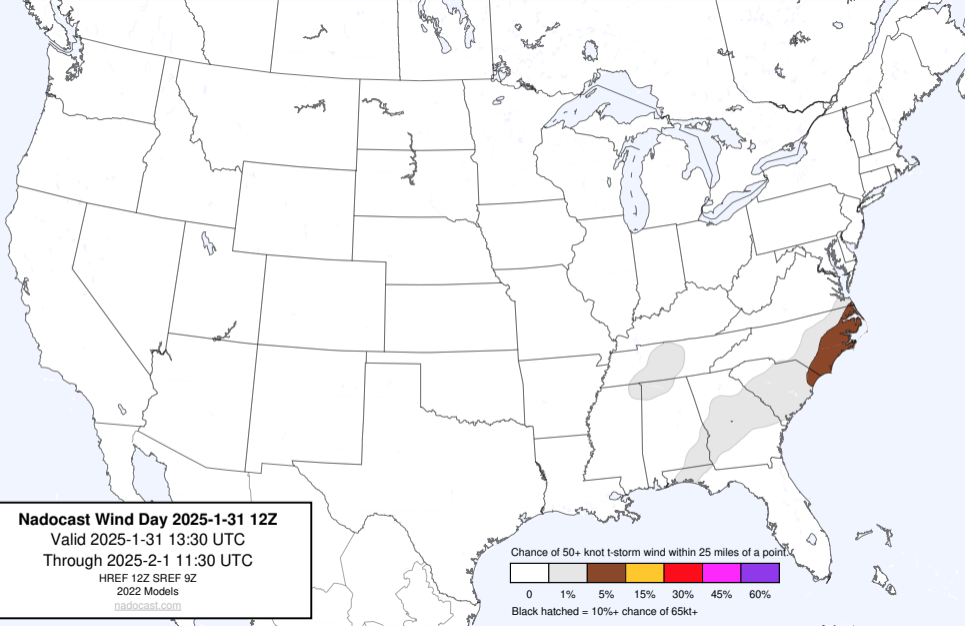 Nadocast Wind Day 2025-1-31 12Z
Valid 2025-1-31 13:30 UTC
Through 2025-2-1 11:30 UTC
HREF 12Z SREF 9Z
2022 Models
nadocast.com
Chance of 50+ knot t-storm wind within 25 miles of a point.
0 1% 5% 15% 30% 45% 60%
Black hatched = 10%+ chance of 65kt+